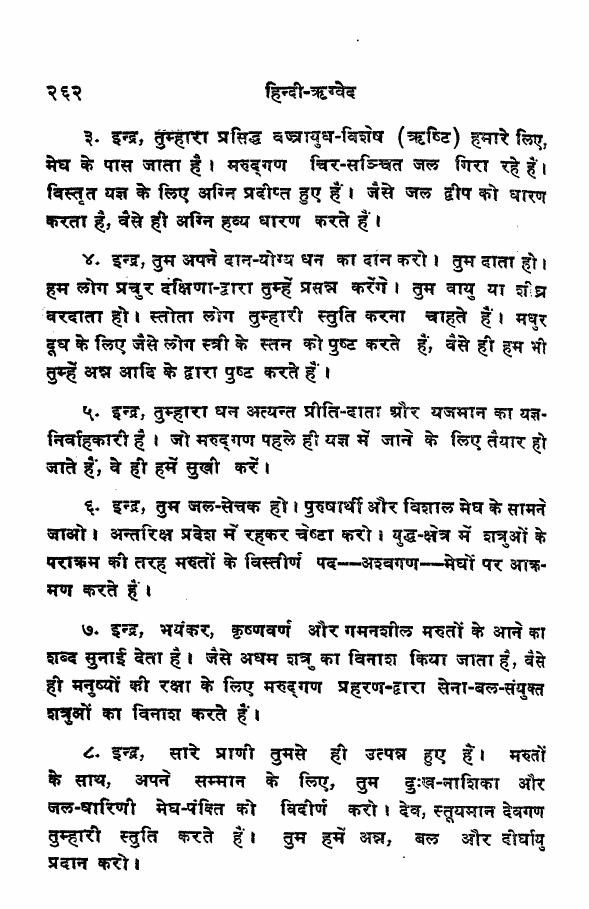 २६२ हिन्दी-ऋग्वेद
३. इन्द्र, तुम्हारा प्रसिद्ध वज्रायुध-विशेष (ऋष्टि) हमारे लिए,
मेघ के पास जाता है। मरुद्गण चिर-सञ्चित जल गिरा रहे हैं।
विस्तृत यज्ञ के लिए अग्नि प्रदीप्त हुए हैं। जैसे जल द्वीप को धारण
करता है, वैसे ही अग्नि हव्य धारण करते हैं।
४. इन्द्र, तुम अपने दान-योग्य धन का दान करो। तुम दाता हो।
हम लोग प्रचुर दक्षिणा-द्वारा तुम्हें प्रसन्न करेंगे। तुम वायु या शीघ्र
वरदाता हो। स्तोता लोग तुम्हारी स्तुति करना चाहते हैं। मधुर
दूध के लिए जैसे लोग स्त्री के स्तन को पुष्ट करते हैं, वैसे ही हम भी
तुम्हें अन्न आदि के द्वारा पुष्ट करते हैं।
५. इन्द्र, तुम्हारा धन अत्यन्त प्रीति-दाता और यजमान का यज्ञ-
निर्वाहकारी है। जो मरुद्गण पहले ही यज्ञ में जाने के लिए तैयार हो
जाते हैं, वे ही हमें सुखी करें।
६. इन्द्र, तुम जल-सेचक हो। पुरुषार्थी और विशाल मेघ के सामने
जाओ। अन्तरिक्ष प्रदेश में रहकर चेष्टा करो। युद्ध-क्षेत्र में शत्रुओं के
पराक्रम की तरह मरुतों के विस्तीर्ण पद—अश्वगण—मेघों पर आक्र-
मण करते हैं।
७. इन्द्र, भयंकर, कृष्णवर्ण और गमनशील मरुतों के आने का
शब्द सुनाई देता है। जैसे अधम शत्रु का विनाश किया जाता है, वैसे
ही मनुष्यों की रक्षा के लिए मरुद्गण प्रहरण-द्वारा सेना-बल-संयुक्त
शत्रुओं का विनाश करते हैं।
८. इन्द्र, सारे प्राणी तुमसे ही उत्पन्न हुए हैं। मरुतों
के साथ, अपने सम्मान के लिए, तुम दुःख-नाशिका और
जल-धारिणी मेघ-पंक्ति को विदीर्ण करो। देव, स्तूयमान देवगण
तुम्हारी स्तुति करते हैं। तुम हमें अन्न, बल और दीर्घायु
प्रदान करो।